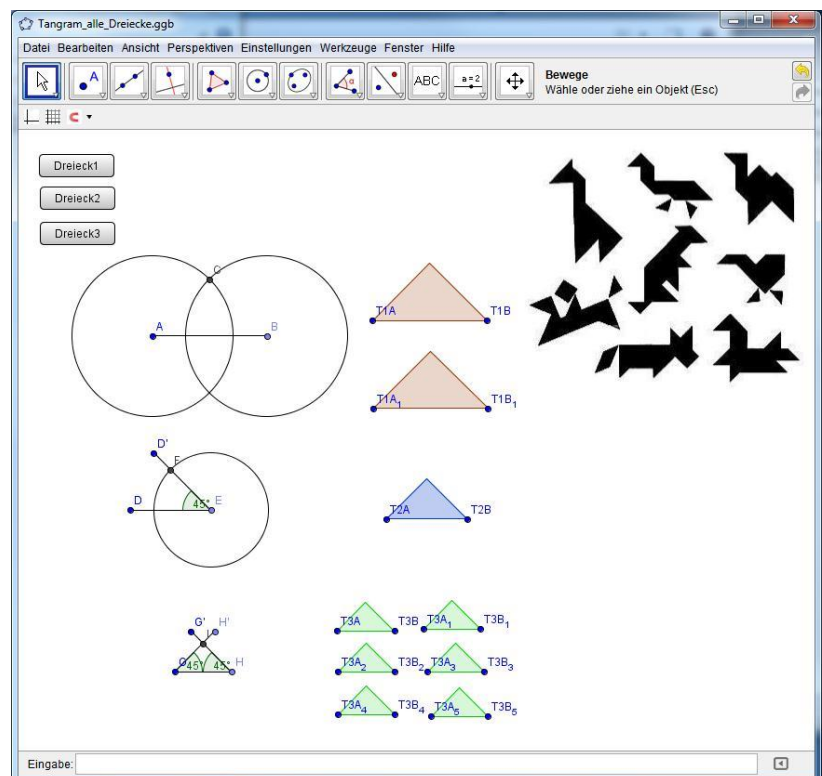 Tangram_alle_Dreiecke.ggb
Datei Bearbeiten Ansicht Perspektiven Einstellungen Werkzeuge Fenster Hilfe
A
α
ABC
a=2
Bewege
Wähle oder ziehe ein Objekt (Esc)
Dreieck1
Dreieck2
Dreieck3
C
A B
T1A T1B
T1A₁ T1B₁
D'
F
D 45° E
T2A T2B
G' H'
I
G 45° 45° H
T3A T3B T3A₁ T3B₁
T3A₂ T3B₂ T3A₃ T3B₃
T3A₄ T3B₄ T3A₅ T3B₅
Eingabe: